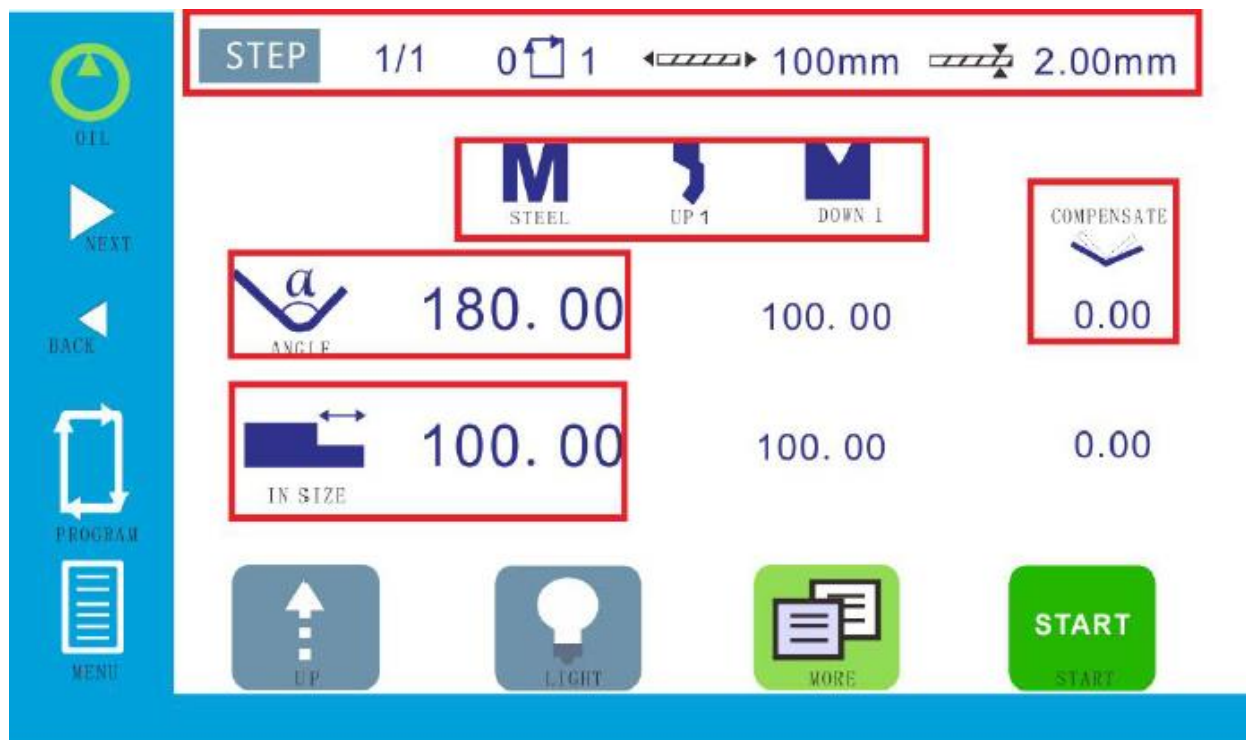 STEP 1/1 0 1 100mm 2.00mm
OIL
NEXT
BACK
PROGRAM
MENU
M
STEEL UP 1 DOWN 1
COMPENSATE
α 180.00 100.00 0.00
ANGLE
100.00 100.00 0.00
IN SIZE
UP
LIGHT
MORE
START
START